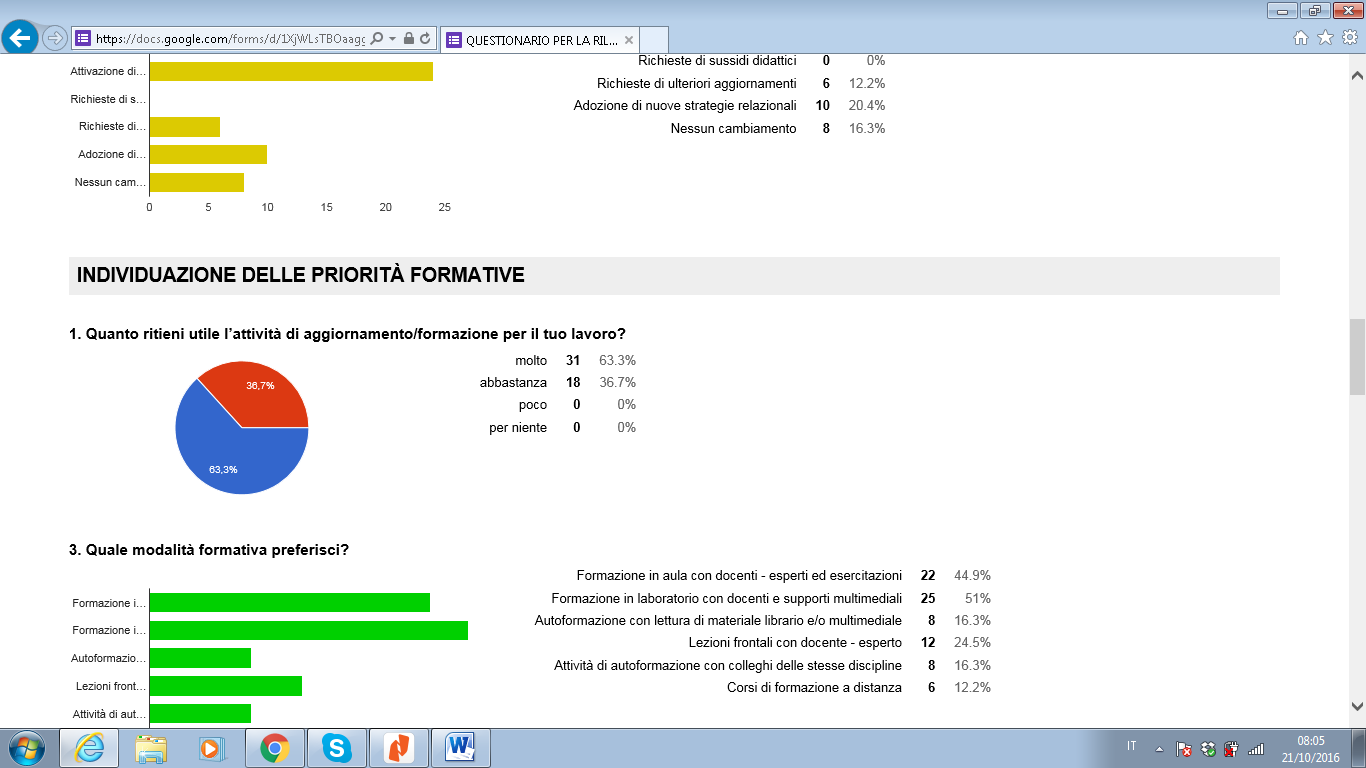 https://docs.google.com/forms/d/1XjWLsTBOaagg
QUESTIONARIO PER LA RIL...
Attivazione di...
Richieste di s...
Richieste di...
Adozione di...
Nessun cam...
0 5 10 15 20 25
Richieste di sussidi didattici 0 0%
Richieste di ulteriori aggiornamenti 6 12.2%
Adozione di nuove strategie relazionali 10 20.4%
Nessun cambiamento 8 16.3%
INDIVIDUAZIONE DELLE PRIORITÀ FORMATIVE
1. Quanto ritieni utile l’attività di aggiornamento/formazione per il tuo lavoro?
36,7%
63,3%
molto 31 63.3%
abbastanza 18 36.7%
poco 0 0%
per niente 0 0%
3. Quale modalità formativa preferisci?
Formazione i...
Formazione i...
Autoformazio...
Lezioni front...
Attività di aut...
Formazione in aula con docenti - esperti ed esercitazioni 22 44.9%
Formazione in laboratorio con docenti e supporti multimediali 25 51%
Autoformazione con lettura di materiale librario e/o multimediale 8 16.3%
Lezioni frontali con docente - esperto 12 24.5%
Attività di autoformazione con colleghi delle stesse discipline 8 16.3%
Corsi di formazione a distanza 6 12.2%
IT
08:05
21/10/2016